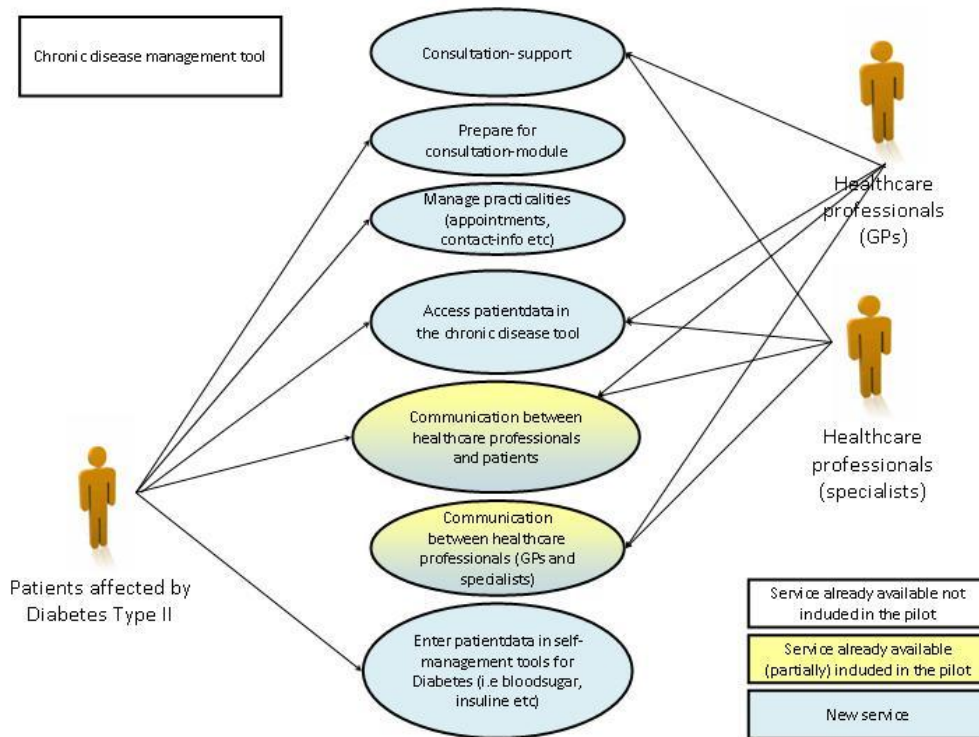 Chronic disease management tool
Consultation- support
Prepare for
consultation-module
Manage practicalities
(appointments,
contact-info etc)
Access patientdata in
the chronic disease tool
Communication between
healthcare professionals
and patients
Communication
between healthcare
professionals (GPs and
specialists)
Enter patientdata in self-
management tools for
Diabetes (i.e bloodsugar,
insuline etc)
Patients affected by
Diabetes Type II
Healthcare
professionals
(GPs)
Healthcare
professionals
(specialists)
Service already available not
included in the pilot
Service already available
(partially) included in the pilot
New service